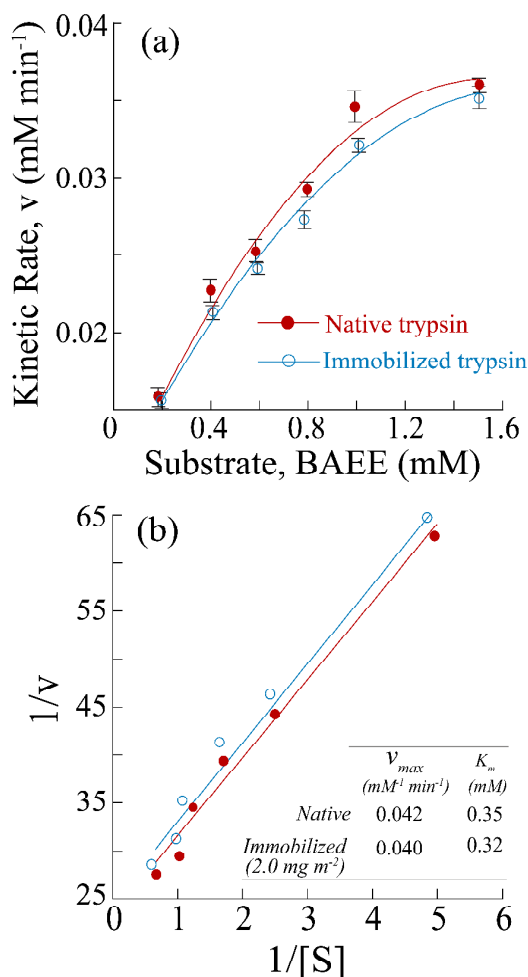 (a)
Kinetic Rate, v (mM min⁻¹)
0.04
0.03
0.02
Native trypsin
Immobilized trypsin
0 0.4 0.8 1.2 1.6
Substrate, BAEE (mM)
(b)
1/v
65
55
45
35
25
v_max K_m
(mM⁻¹ min⁻¹) (mM)
Native 0.042 0.35
Immobilized 0.040 0.32
(2.0 mg m⁻²)
0 1 2 3 4 5 6
1/[S]